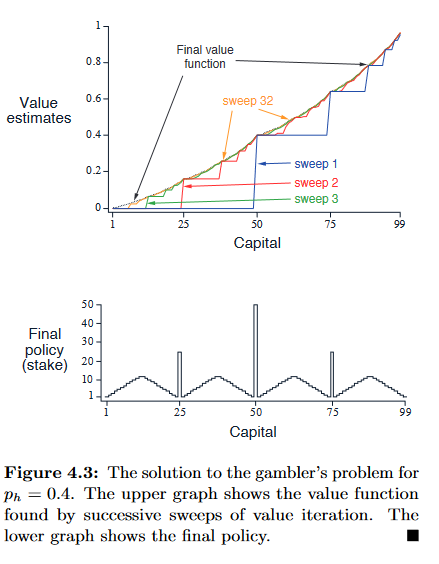 1
Final value
function
0.8
Value
estimates
0.6
sweep 32
0.4
sweep 1
0.2
sweep 2
sweep 3
0
1 25 50 75 99
Capital
50
40
Final
policy
(stake)
30
20
10
1
1 25 50 75 99
Capital
Figure 4.3: The solution to the gambler's problem for
pₕ = 0.4. The upper graph shows the value function
found by successive sweeps of value iteration. The
lower graph shows the final policy.